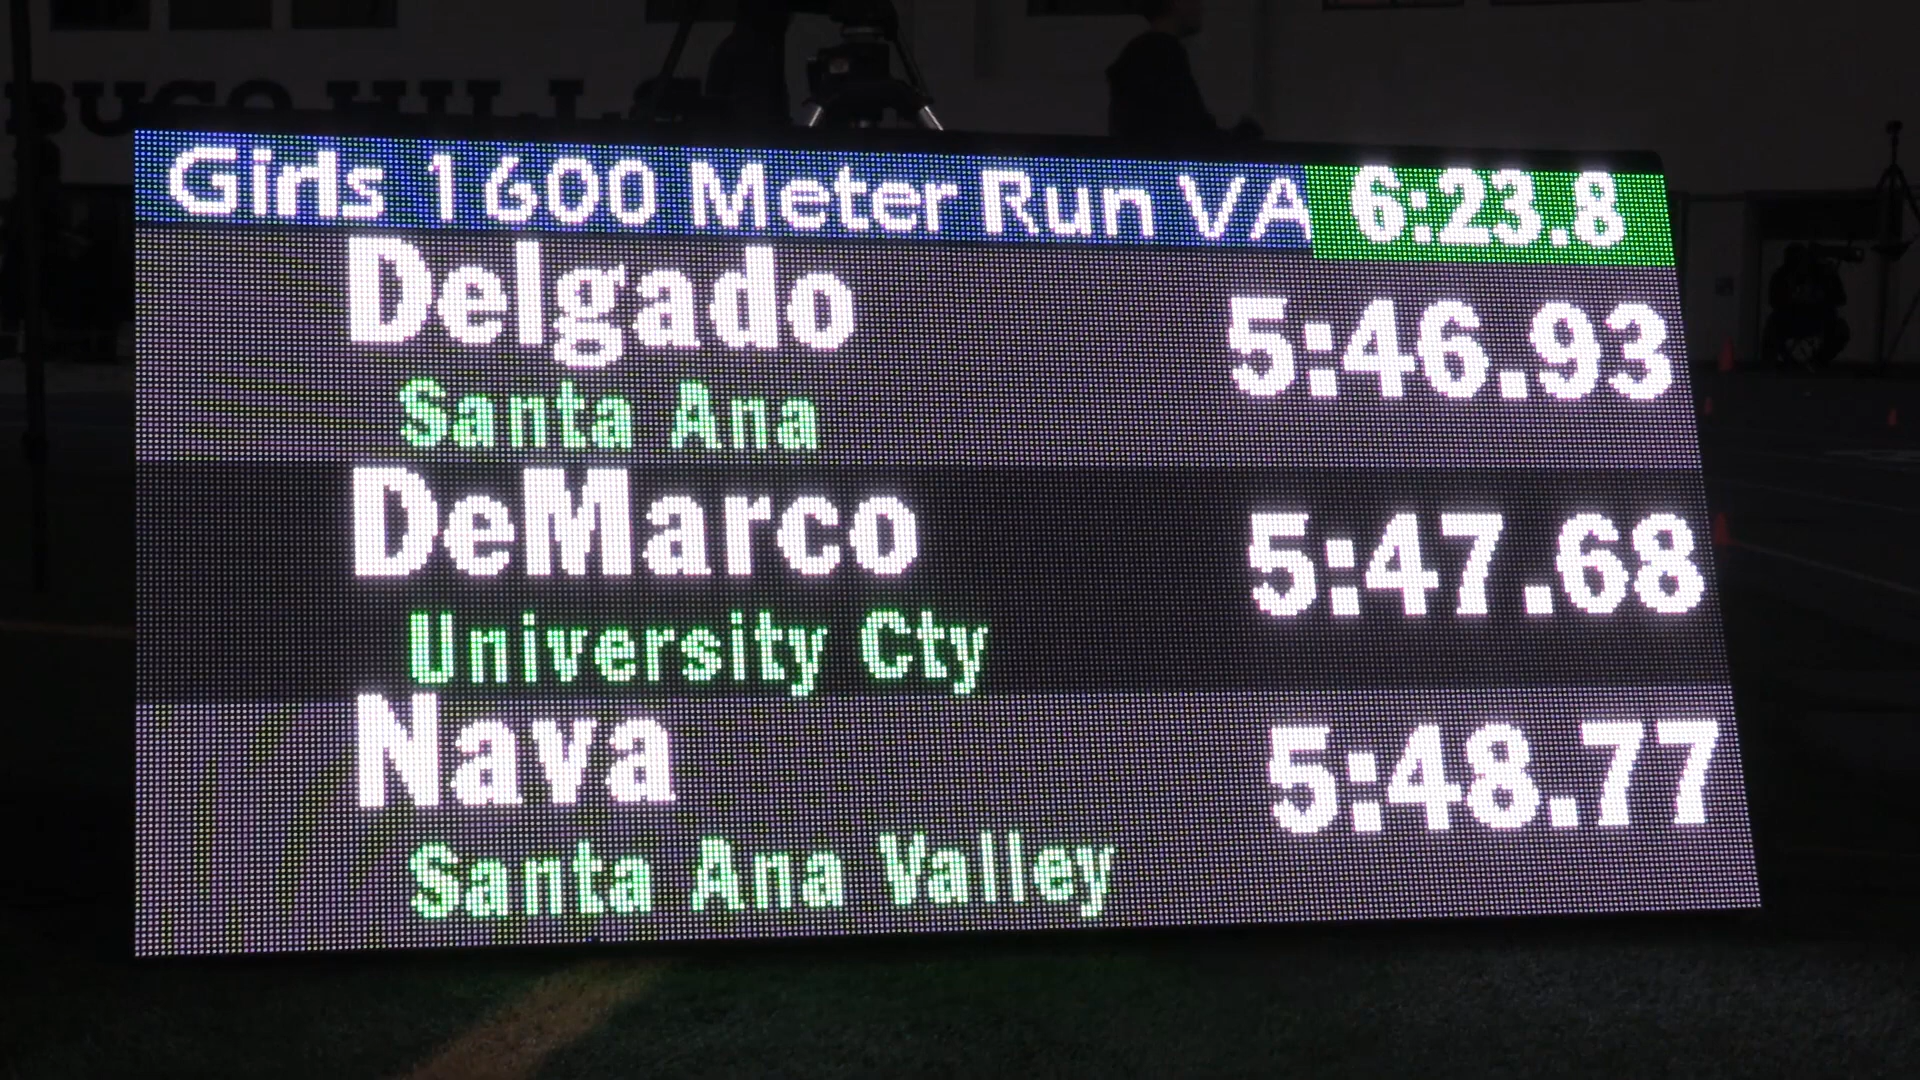 HILLS
Girls 1600 Meter Run VA 6:23.8
Delgado 5:46.93
Santa Ana
DeMarco 5:47.68
University Cty
Nava 5:48.77
Santa Ana Valley